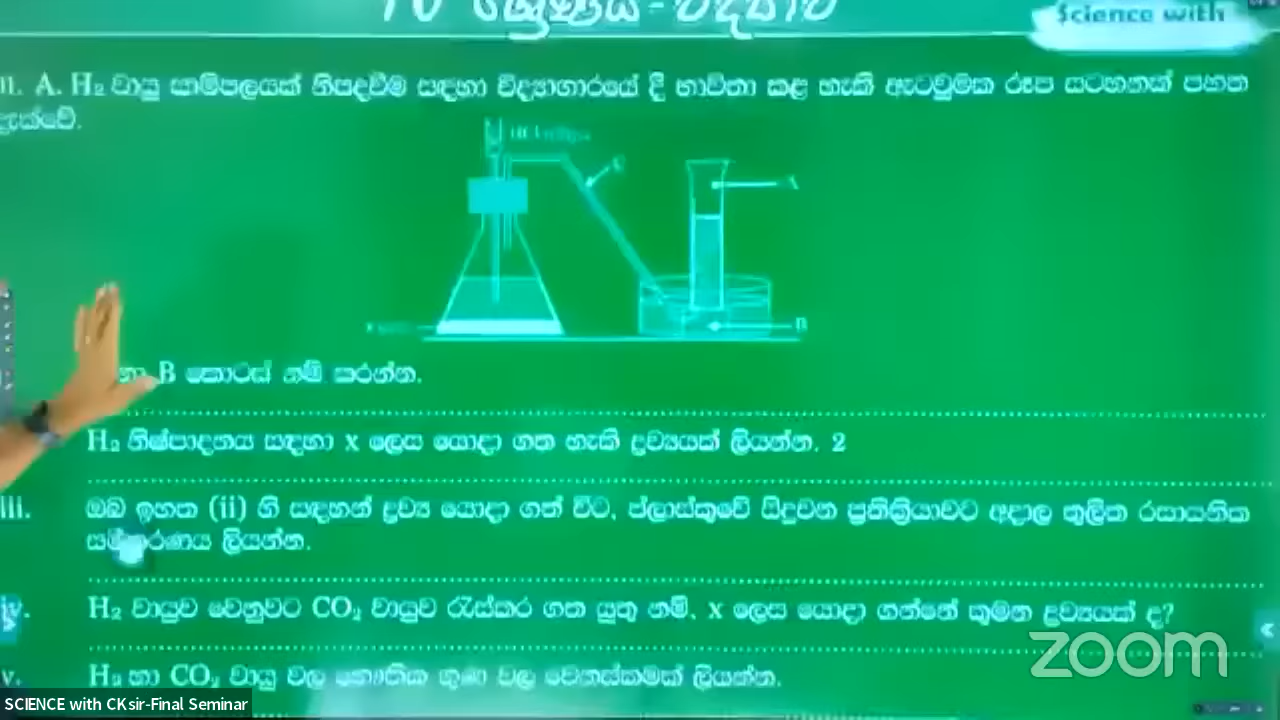 10 ශ්‍රේණිය - විද්‍යාව
Science with
II. A. H₂ වායු සාම්පලයක් නිපදවීම සඳහා විද්‍යාගාරයේ දී භාවිතා කළ හැකි ඇටවුමක රූප සටහනක් පහත
දැක්වේ.
A
B
හා B කොටස් නම් කරන්න.
H₂ නිෂ්පාදනය සඳහා x ලෙස යොදා ගත හැකි ද්‍රව්‍යයක් ලියන්න. 2
iii. ඔබ ඉහත (ii) හි සඳහන් ද්‍රව්‍ය යොදා ගත් විට, ප්ලාස්කුවේ සිදුවන ප්‍රතික්‍රියාවට අදාල තුලිත රසායනික
සමීකරණය ලියන්න.
iv. H₂ වායුව වෙනුවට CO₂ වායුව රැස්කර ගත යුතු නම්, x ලෙස යොදා ගන්නේ කුමන ද්‍රව්‍යයක් ද?
v. H₂ හා CO₂ වායු වල භෞතික ගුණ වල වෙනස්කමක් ලියන්න.
zoom
SCIENCE with CKsir-Final Seminar